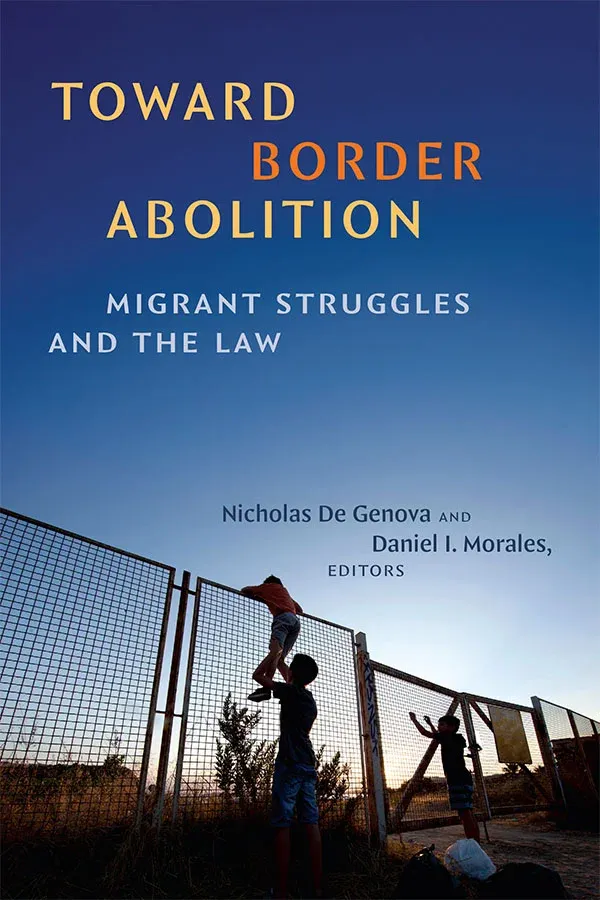 TOWARD
BORDER
ABOLITION
MIGRANT STRUGGLES
AND THE LAW
Nicholas De Genova AND
Daniel I. Morales,
EDITORS